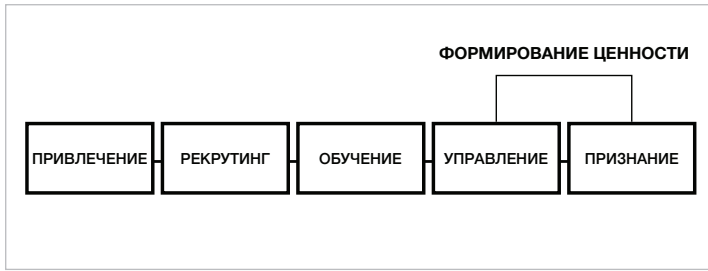 ФОРМИРОВАНИЕ ЦЕННОСТИ
ПРИВЛЕЧЕНИЕ РЕКРУТИНГ ОБУЧЕНИЕ УПРАВЛЕНИЕ ПРИЗНАНИЕ